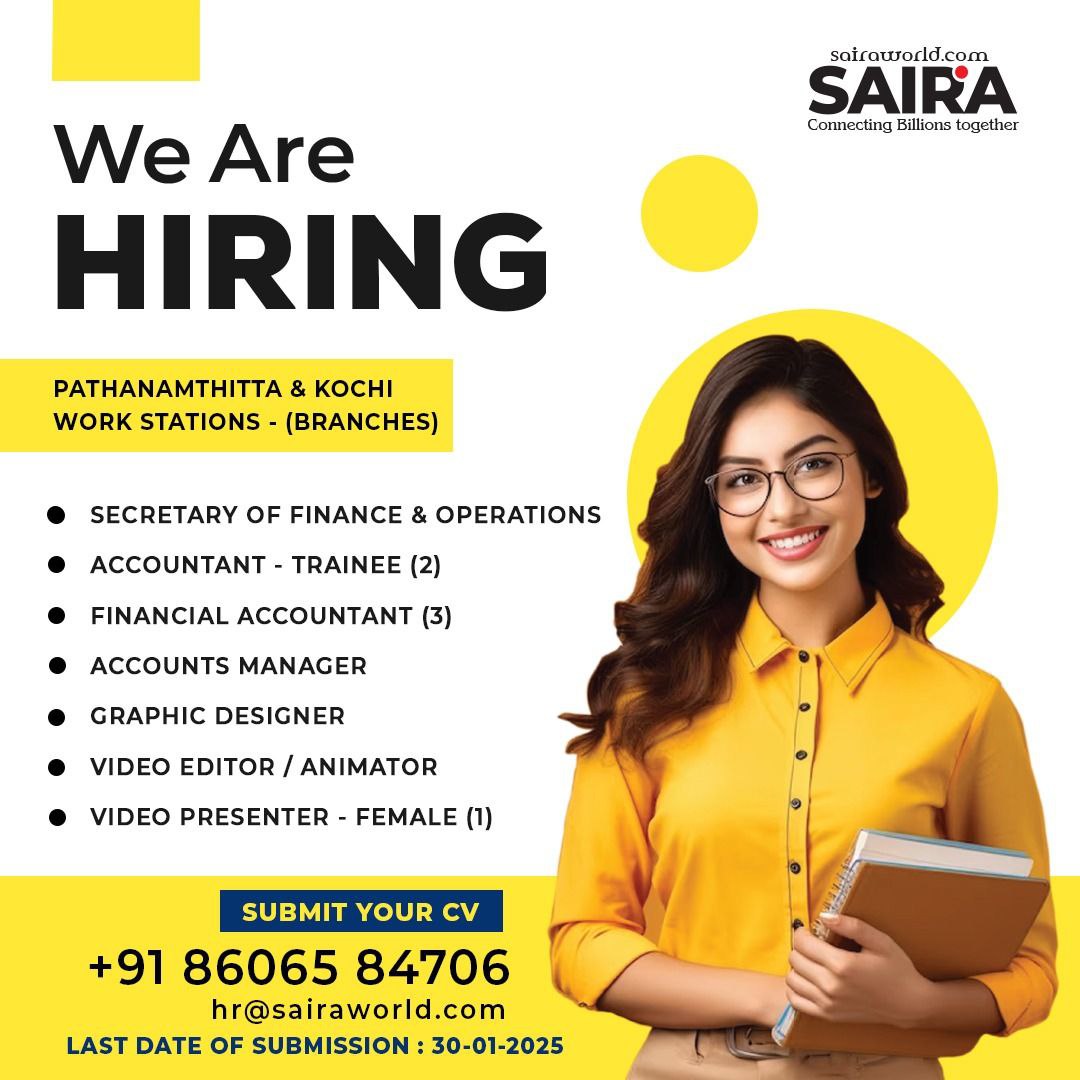 sairaworld.com
SAIRA
Connecting Billions together
We Are
HIRING
PATHANAMTHITTA & KOCHI
WORK STATIONS - (BRANCHES)
SECRETARY OF FINANCE & OPERATIONS
ACCOUNTANT - TRAINEE (2)
FINANCIAL ACCOUNTANT (3)
ACCOUNTS MANAGER
GRAPHIC DESIGNER
VIDEO EDITOR / ANIMATOR
VIDEO PRESENTER - FEMALE (1)
SUBMIT YOUR CV
+91 86065 84706
hr@sairaworld.com
LAST DATE OF SUBMISSION : 30-01-2025